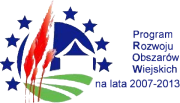 Program
Rozwoju
Obszarów
Wiejskich
na lata 2007-2013